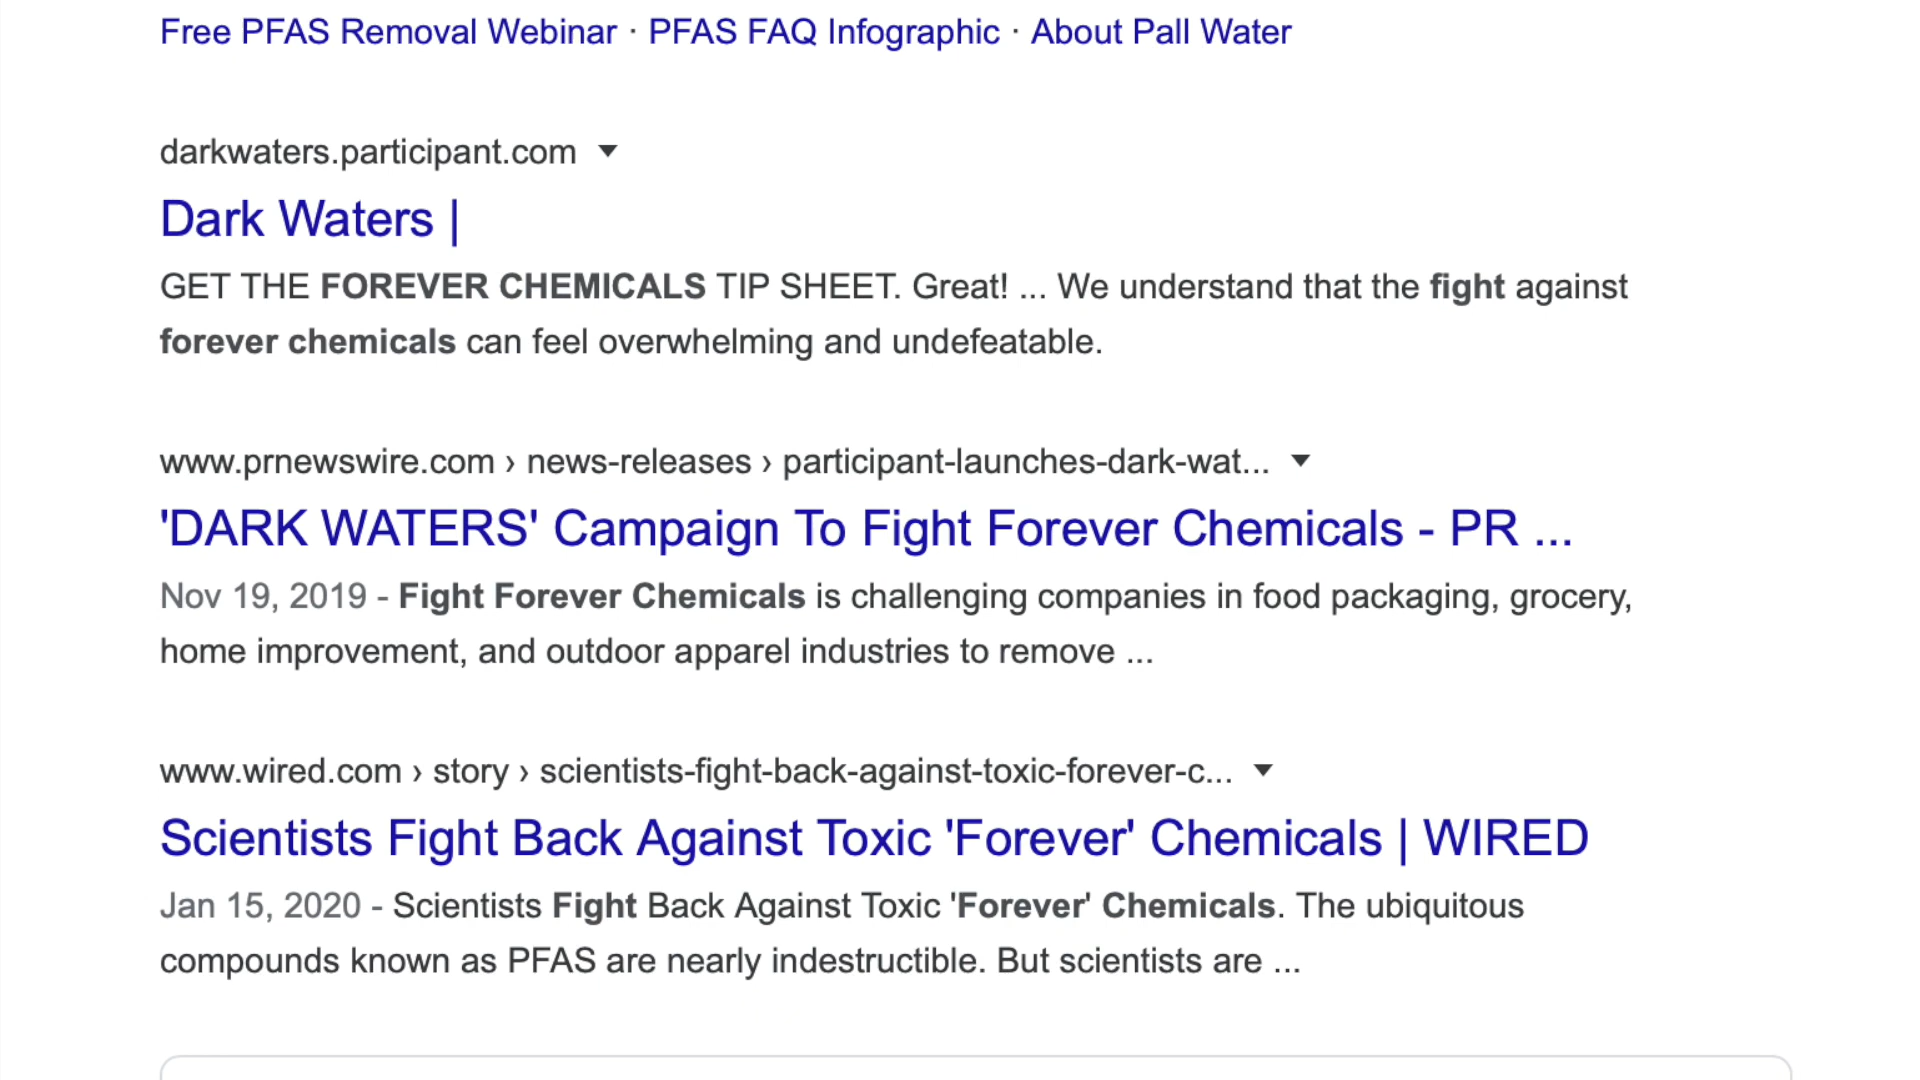 Free PFAS Removal Webinar · PFAS FAQ Infographic · About Pall Water
darkwaters.participant.com
Dark Waters |
GET THE FOREVER CHEMICALS TIP SHEET. Great! ... We understand that the fight against
forever chemicals can feel overwhelming and undefeatable.
www.prnewswire.com › news-releases › participant-launches-dark-wat...
'DARK WATERS' Campaign To Fight Forever Chemicals - PR ...
Nov 19, 2019 - Fight Forever Chemicals is challenging companies in food packaging, grocery,
home improvement, and outdoor apparel industries to remove ...
www.wired.com › story › scientists-fight-back-against-toxic-forever-c...
Scientists Fight Back Against Toxic 'Forever' Chemicals | WIRED
Jan 15, 2020 - Scientists Fight Back Against Toxic 'Forever' Chemicals. The ubiquitous
compounds known as PFAS are nearly indestructible. But scientists are ...